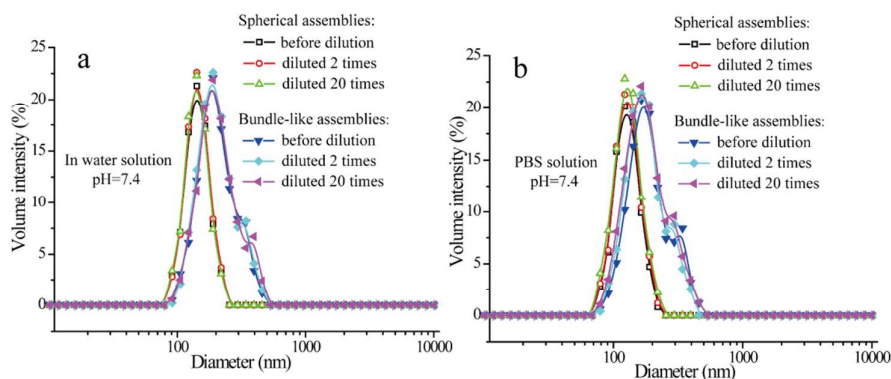 a
Spherical assemblies:
before dilution
diluted 2 times
diluted 20 times
Bundle-like assemblies:
before dilution
diluted 2 times
diluted 20 times
In water solution
pH=7.4
Volume intensity (%)
25
20
15
10
5
0
100
1000
10000
Diameter (nm)
b
Spherical assemblies:
before dilution
diluted 2 times
diluted 20 times
Bundle-like assemblies:
before dilution
diluted 2 times
diluted 20 times
PBS solution
pH=7.4
Volume intensity (%)
25
20
15
10
5
0
100
1000
10000
Diameter (nm)